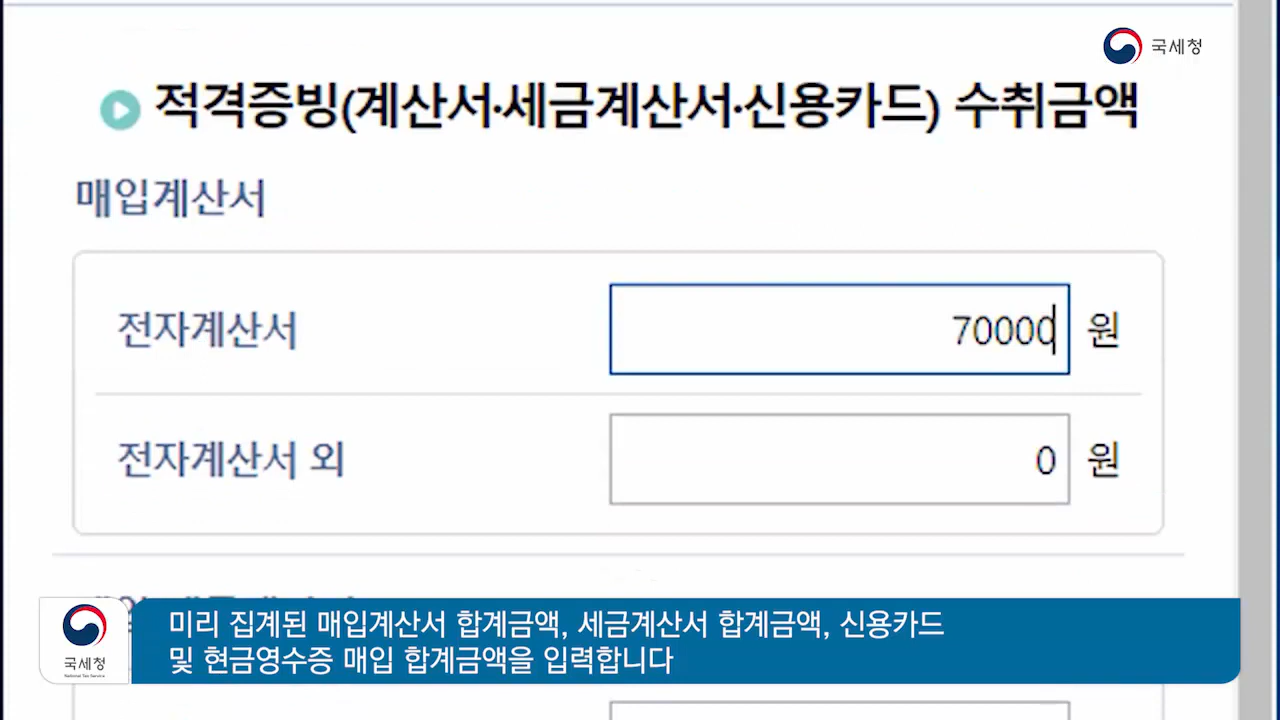 국세청
적격증빙(계산서·세금계산서·신용카드) 수취금액
매입계산서
전자계산서 70000 원
전자계산서 외 0 원
미리 집계된 매입계산서 합계금액, 세금계산서 합계금액, 신용카드
및 현금영수증 매입 합계금액을 입력합니다
국세청
National Tax Service